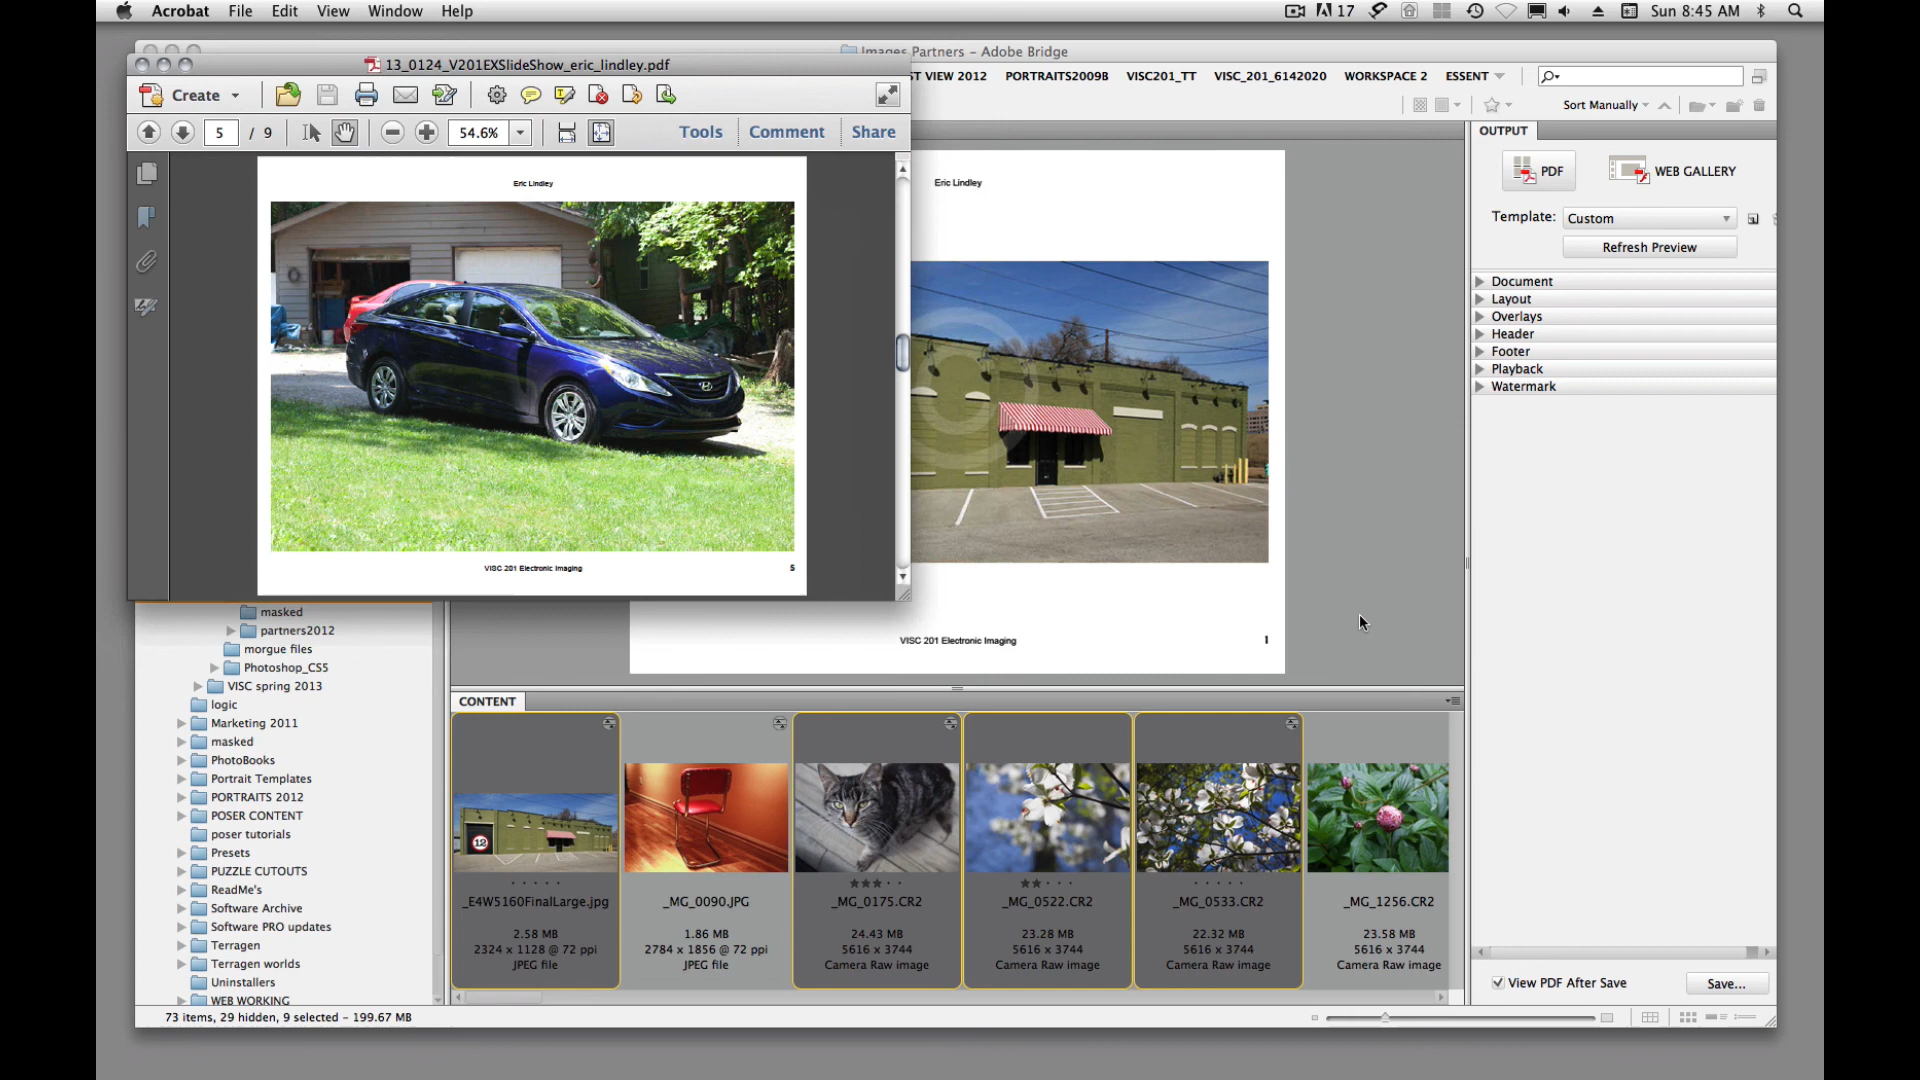 Acrobat File Edit View Window Help
17 Sun 8:45 AM
Images Partners – Adobe Bridge
13_0124_V201EXSlideShow_eric_lindley.pdf
ST VIEW 2012 PORTRAITS2009B VISC201_TT VISC_201_6142020 WORKSPACE 2 ESSENT
Create
Sort Manually
5 / 9 54.6% Tools Comment Share
OUTPUT
PDF WEB GALLERY
Template: Custom
Refresh Preview
Document
Layout
Overlays
Header
Footer
Playback
Watermark
Eric Lindley
VISC 201 Electronic Imaging 5
Eric Lindley
VISC 201 Electronic Imaging 1
masked
partners2012
morgue files
Photoshop_CS5
VISC spring 2013
logic
Marketing 2011
masked
PhotoBooks
Portrait Templates
PORTRAITS 2012
POSER CONTENT
poser tutorials
Presets
PUZZLE CUTOUTS
ReadMe's
Software Archive
Software PRO updates
Terragen
Terragen worlds
Uninstallers
WEB WORKING
CONTENT
12
_E4W5160FinalLarge.jpg
2.58 MB
2324 x 1128 @ 72 ppi
JPEG file
_MG_0090.JPG
1.86 MB
2784 x 1856 @ 72 ppi
JPEG file
_MG_0175.CR2
24.43 MB
5616 x 3744
Camera Raw image
_MG_0522.CR2
23.28 MB
5616 x 3744
Camera Raw image
_MG_0533.CR2
22.32 MB
5616 x 3744
Camera Raw image
_MG_1256.CR2
23.58 MB
5616 x 3744
Camera Raw image
View PDF After Save Save...
73 items, 29 hidden, 9 selected – 199.67 MB